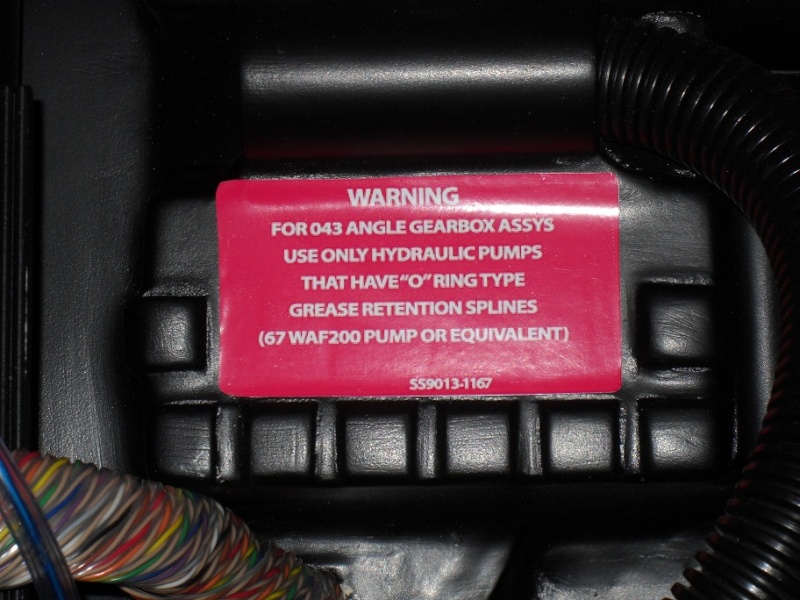 WARNING
FOR 043 ANGLE GEARBOX ASSYS
USE ONLY HYDRAULIC PUMPS
THAT HAVE "O" RING TYPE
GREASE RETENTION SPLINES
(67 WAF200 PUMP OR EQUIVALENT)
SS9013-1167